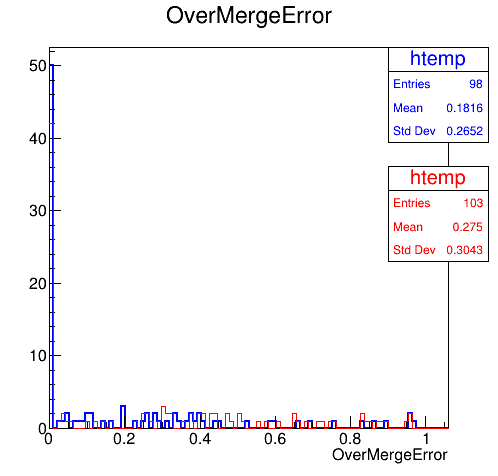 OverMergeError
htemp
Entries 98
Mean 0.1816
Std Dev 0.2652
htemp
Entries 103
Mean 0.275
Std Dev 0.3043
50
40
30
20
10
0
0 0.2 0.4 0.6 0.8 1
OverMergeError